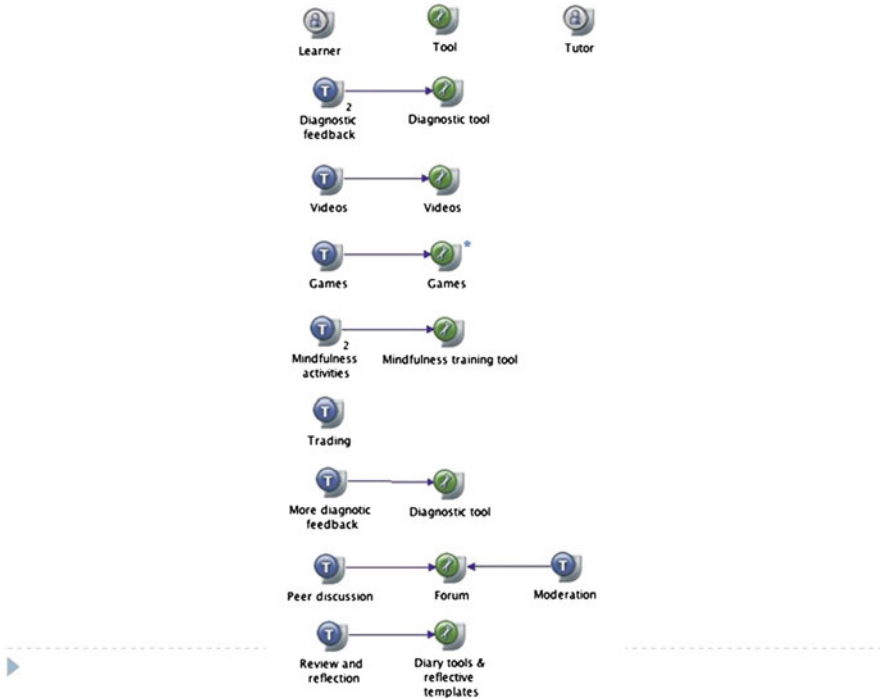 Learner
Tool
Tutor
T
2
Diagnostic
feedback
Diagnostic tool
T
Videos
Videos
T
*
Games
Games
T
2
Mindfulness
activities
Mindfulness training tool
T
Trading
T
More diagnotic
feedback
Diagnostic tool
T
T
Peer discussion
Forum
Moderation
T
Review and
reflection
Diary tools &
reflective
templates